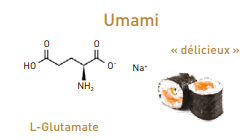 Umami
« délicieux »
O
O
HO
O⁻
Na⁺
NH₂
L-Glutamate